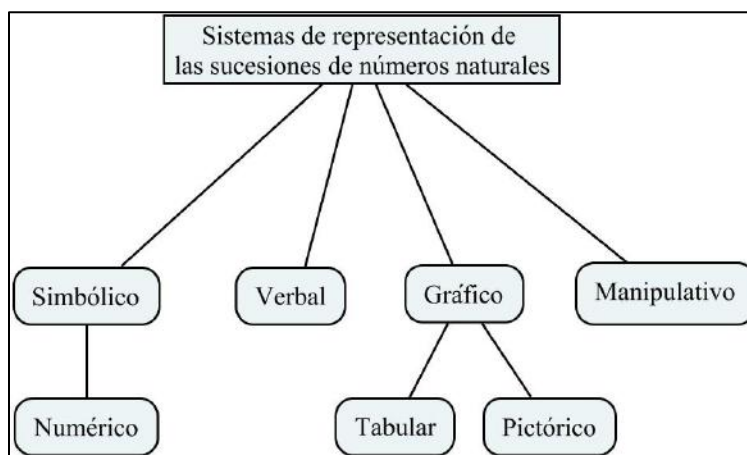 Sistemas de representación de
las sucesiones de números naturales
Simbólico
Verbal
Gráfico
Manipulativo
Numérico
Tabular
Pictórico